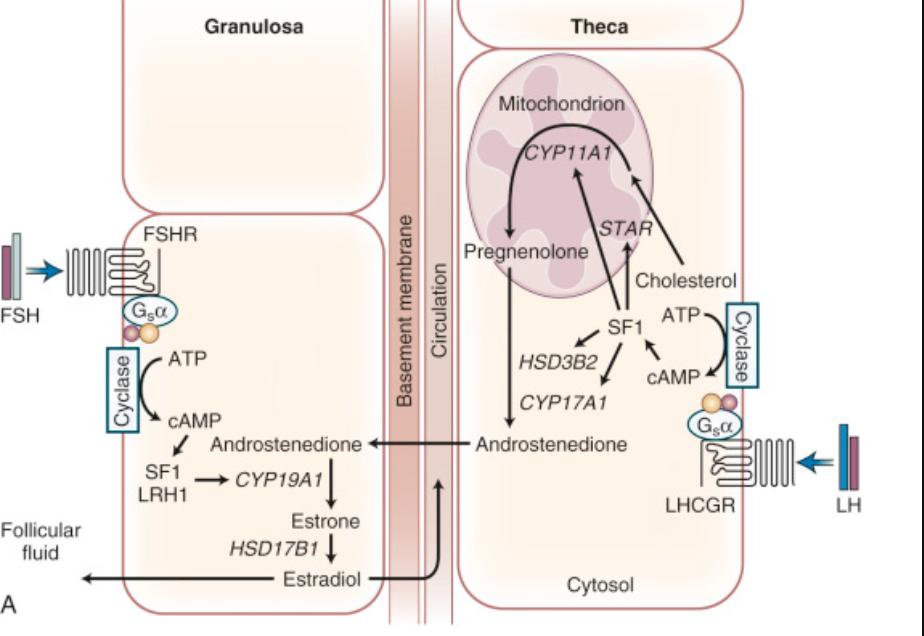 Granulosa
Theca
Mitochondrion
CYP11A1
STAR
Pregnenolone
Cholesterol
FSHR
FSH
Gsα
Cyclase
ATP
cAMP
SF1
LRH1
CYP19A1
Androstenedione
Estrone
HSD17B1
Estradiol
Follicular
fluid
Basement membrane
Circulation
ATP
SF1
Cyclase
HSD3B2
cAMP
CYP17A1
Gsα
Androstenedione
LHCGR
LH
Cytosol
A